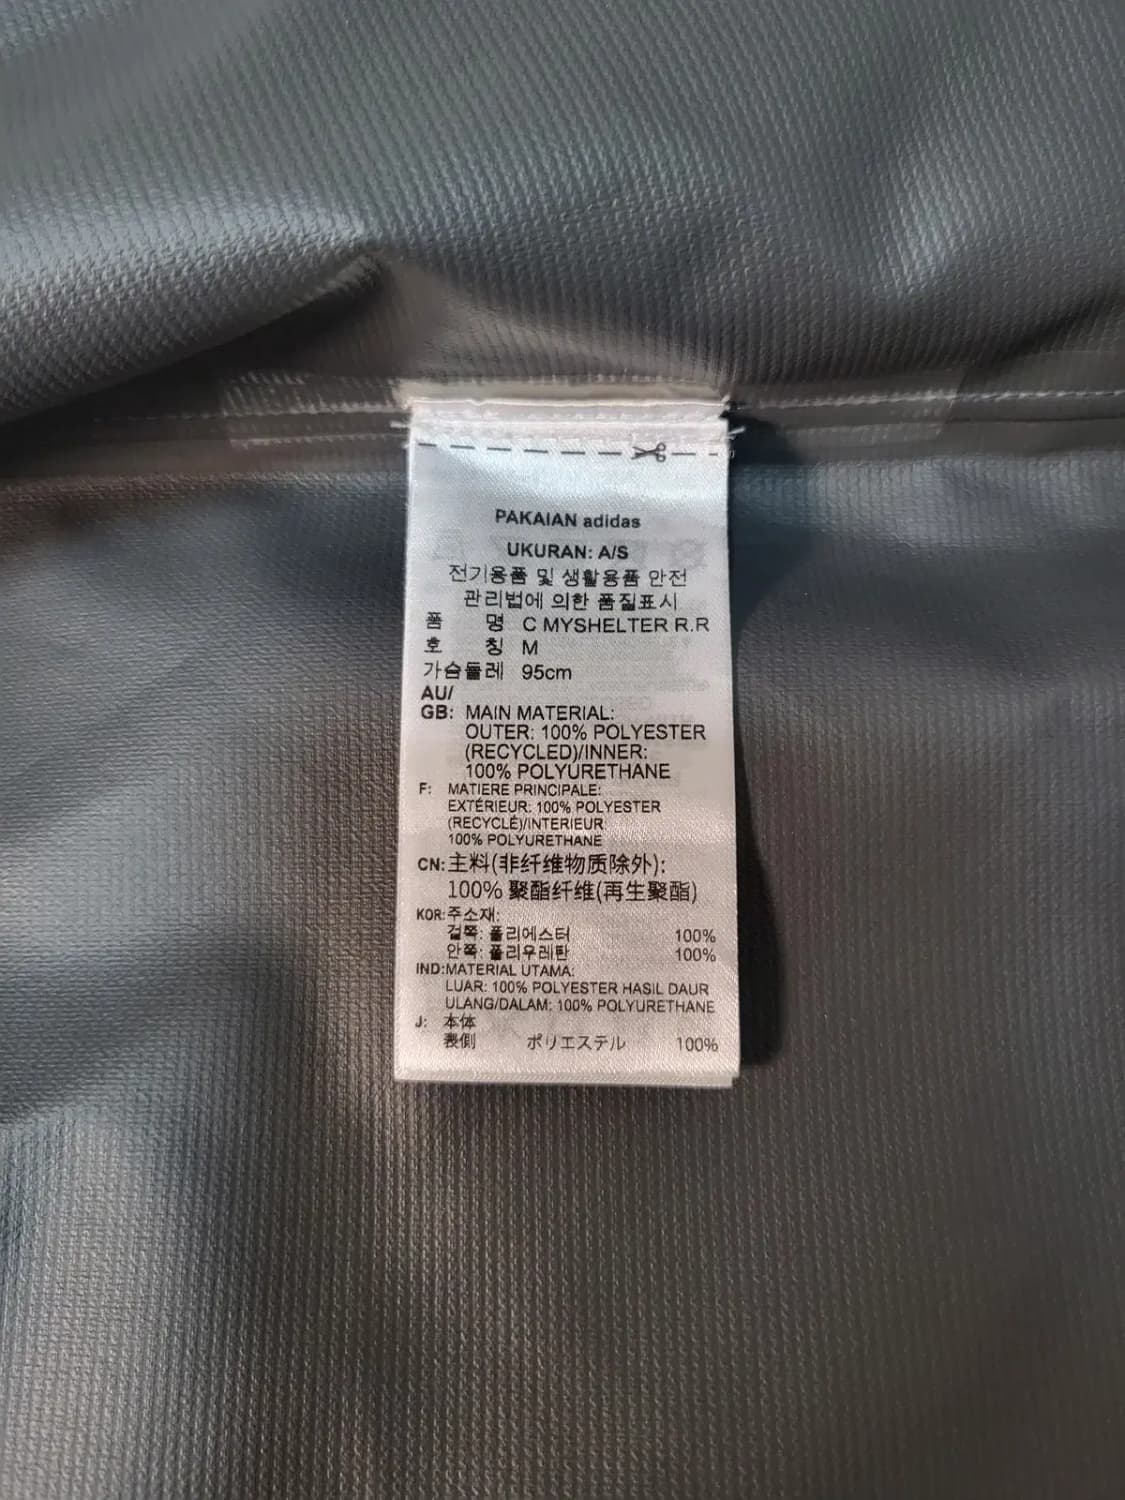 PAKAIAN adidas
UKURAN: A/S
전기용품 및 생활용품 안전
관리법에 의한 품질표시
품 명 C MYSHELTER R.R
호 칭 M
가슴둘레 95cm
AU/
GB: MAIN MATERIAL:
OUTER: 100% POLYESTER
(RECYCLED)/INNER:
100% POLYURETHANE
F: MATIERE PRINCIPALE:
EXTÉRIEUR: 100% POLYESTER
(RECYCLÉ)/INTERIEUR
100% POLYURETHANE
CN: 主料(非纤维物质除外):
100% 聚酯纤维(再生聚酯)
KOR: 주소재:
겉쪽: 폴리에스터 100%
안쪽: 폴리우레탄 100%
IND: MATERIAL UTAMA:
LUAR: 100% POLYESTER HASIL DAUR
ULANG/DALAM: 100% POLYURETHANE
J: 本体
表側 ポリエステル 100%